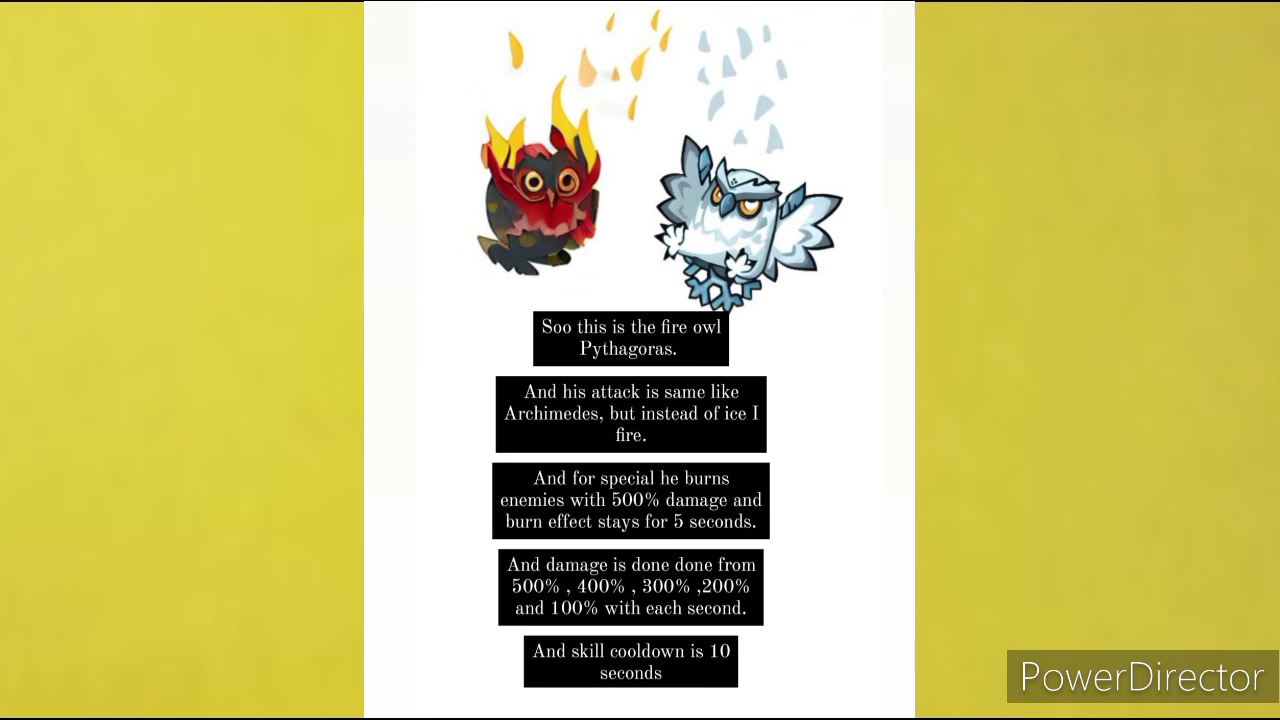 Soo this is the fire owl
Pythagoras.
And his attack is same like
Archimedes, but instead of ice I
fire.
And for special he burns
enemies with 500% damage and
burn effect stays for 5 seconds.
And damage is done done from
500% , 400% , 300% ,200%
and 100% with each second.
And skill cooldown is 10
seconds
PowerDirector